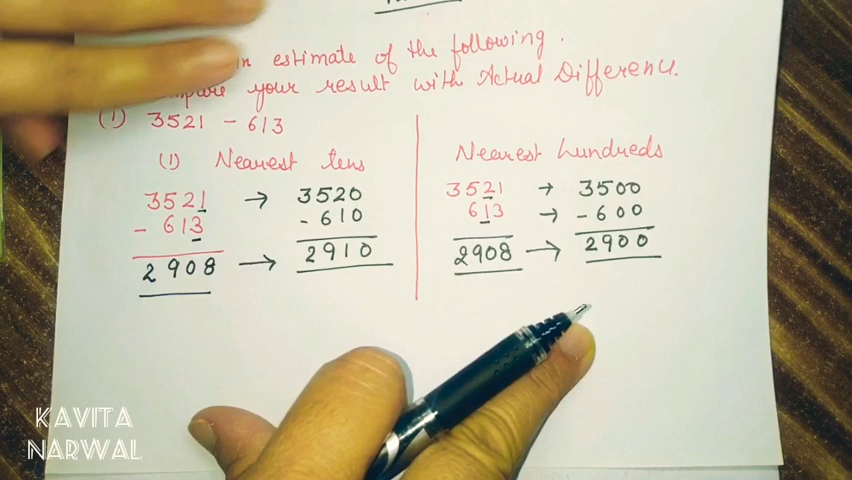 estimate of the following.
your result with Actual Difference.
(1) 3521 - 613
(1) Nearest tens
3521 → 3520
- 613 - 610
2908 → 2910
Nearest hundreds
3521 → 3500
613 → - 600
2908 → 2900
KAVITA
NARWAL